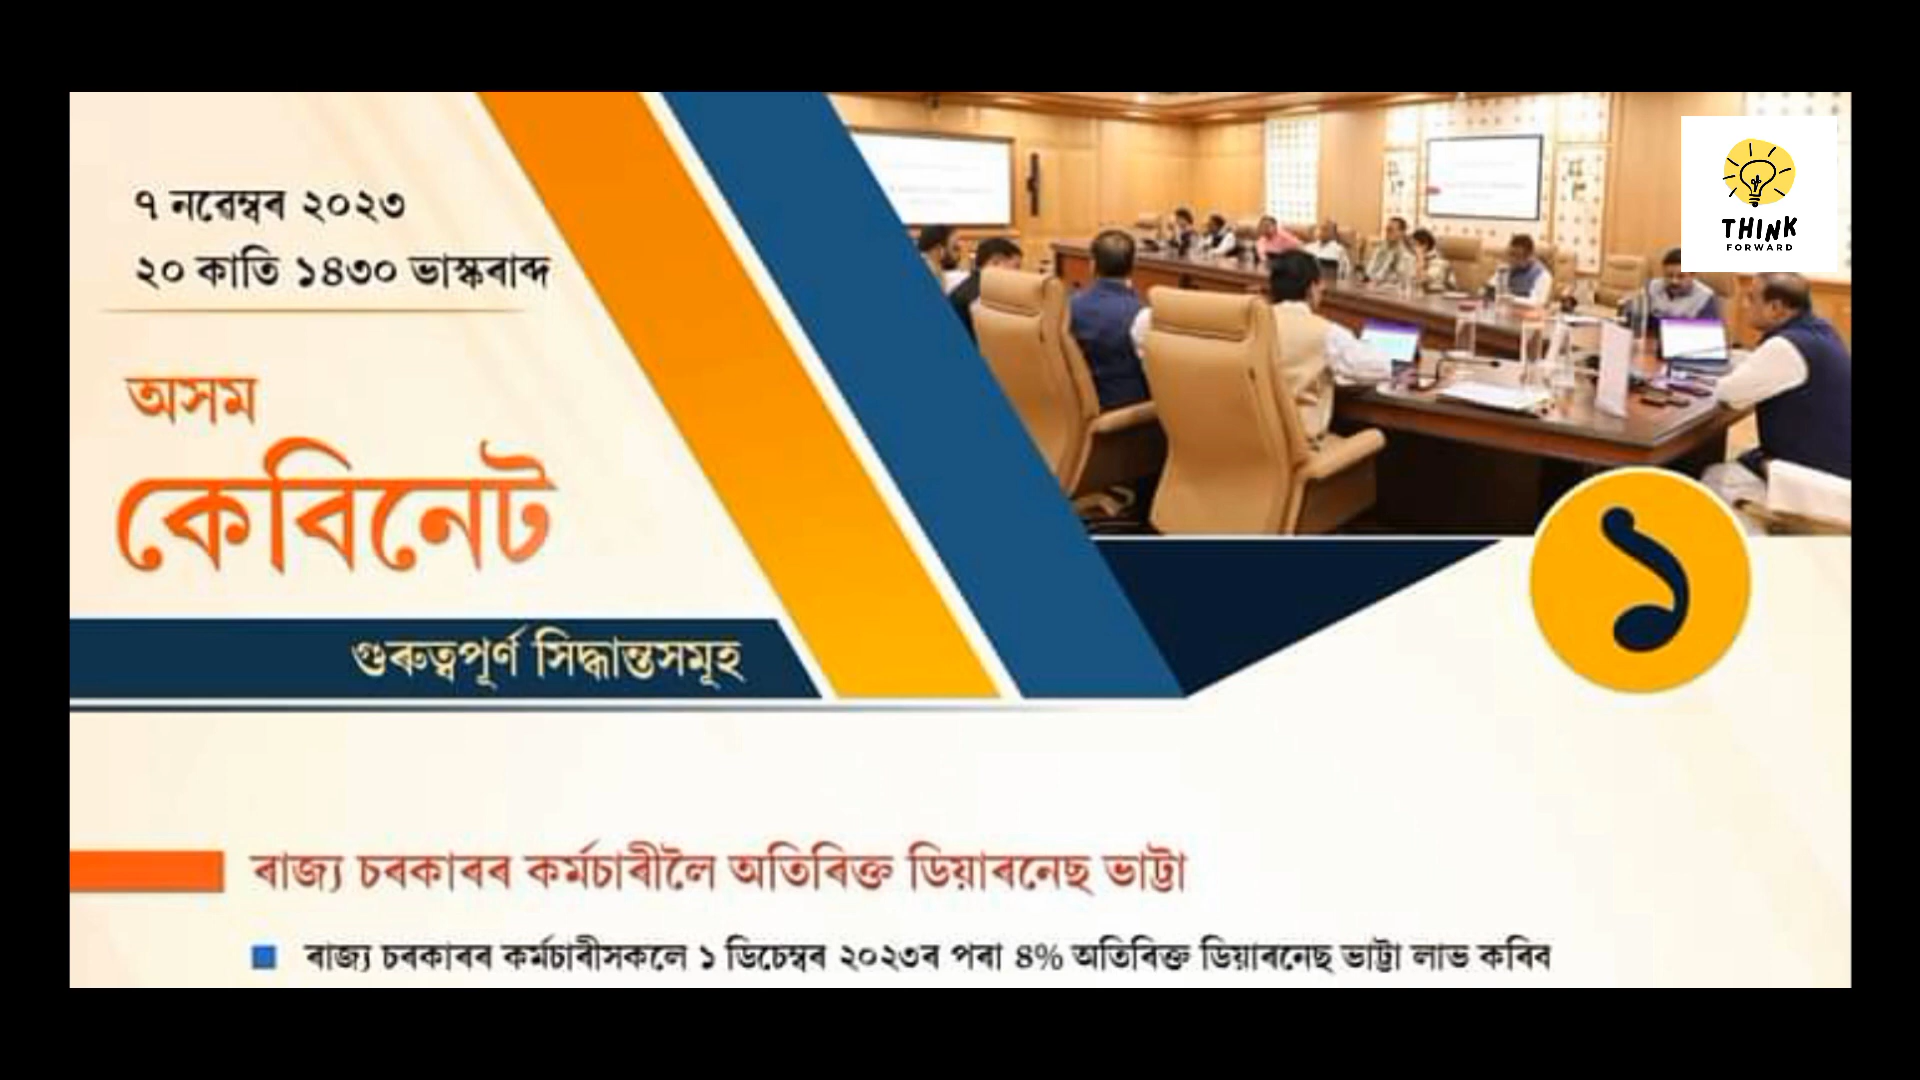 ৭ নৱেম্বৰ ২০২৩
২০ কাতি ১৪৩০ ভাস্কৰাব্দ
অসম
কেবিনেট
গুৰুত্বপূৰ্ণ সিদ্ধান্তসমূহ
THINK
FORWARD
১
ৰাজ্য চৰকাৰৰ কৰ্মচাৰীলৈ অতিৰিক্ত ডিয়াৰনেছ ভাট্টা
ৰাজ্য চৰকাৰৰ কৰ্মচাৰীসকলে ১ ডিচেম্বৰ ২০২৩ৰ পৰা ৪% অতিৰিক্ত ডিয়াৰনেছ ভাট্টা লাভ কৰিব